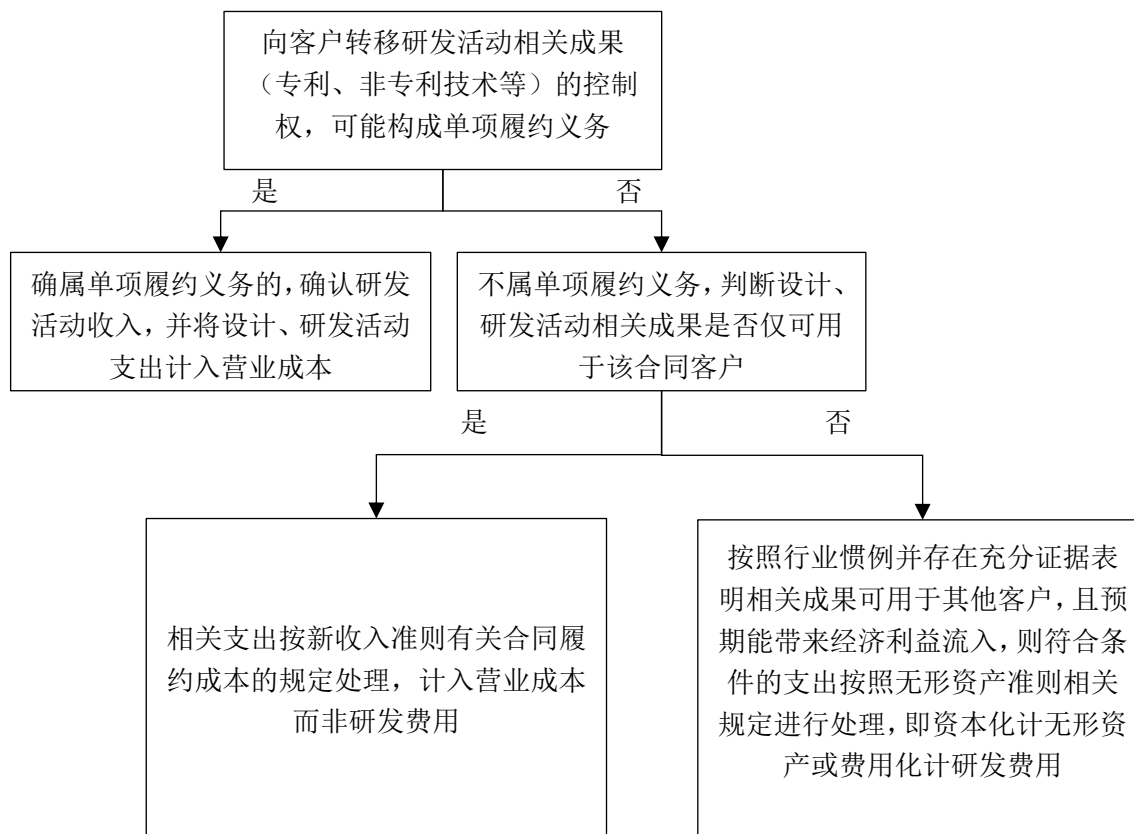 向客户转移研发活动相关成果
（专利、非专利技术等）的控制
权，可能构成单项履约义务
是
否
确属单项履约义务的，确认研发
活动收入，并将设计、研发活动
支出计入营业成本
不属单项履约义务，判断设计、
研发活动相关成果是否仅可用
于该合同客户
是
否
相关支出按新收入准则有关合同履
约成本的规定处理，计入营业成本
而非研发费用
按照行业惯例并存在充分证据表
明相关成果可用于其他客户，且预
期能带来经济利益流入，则符合条
件的支出按照无形资产准则相关
规定进行处理，即资本化计无形资
产或费用化计研发费用